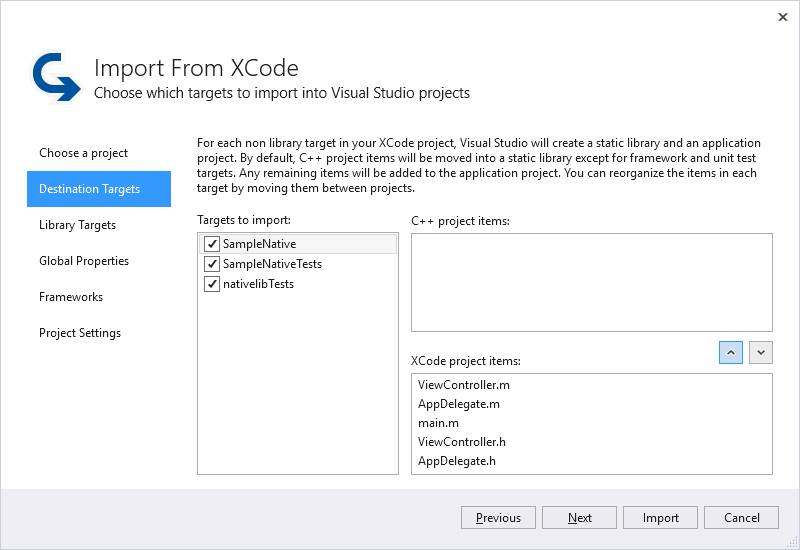 Import From XCode
Choose which targets to import into Visual Studio projects
Choose a project
Destination Targets
Library Targets
Global Properties
Frameworks
Project Settings
For each non library target in your XCode project, Visual Studio will create a static library and an application
project. By default, C++ project items will be moved into a static library except for framework and unit test
targets. Any remaining items will be added to the application project. You can reorganize the items in each
target by moving them between projects.
Targets to import:
SampleNative
SampleNativeTests
nativelibTests
C++ project items:
XCode project items:
ViewController.m
AppDelegate.m
main.m
ViewController.h
AppDelegate.h
Previous
Next
Import
Cancel